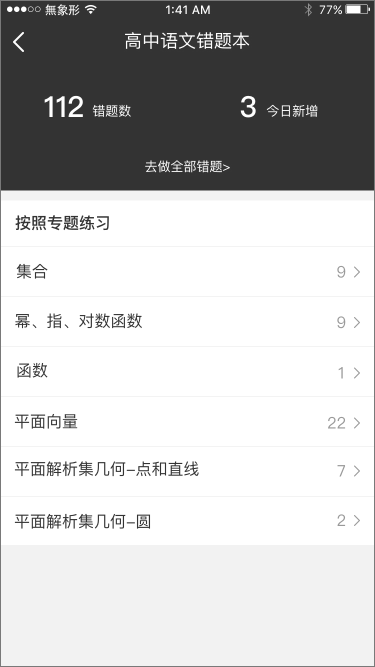 無象形 1:41 AM 77%
高中语文错题本
112 错题数 3 今日新增
去做全部错题>
按照专题练习
集合 9
幂、指、对数函数 9
函数 1
平面向量 22
平面解析集几何-点和直线 7
平面解析集几何-圆 2